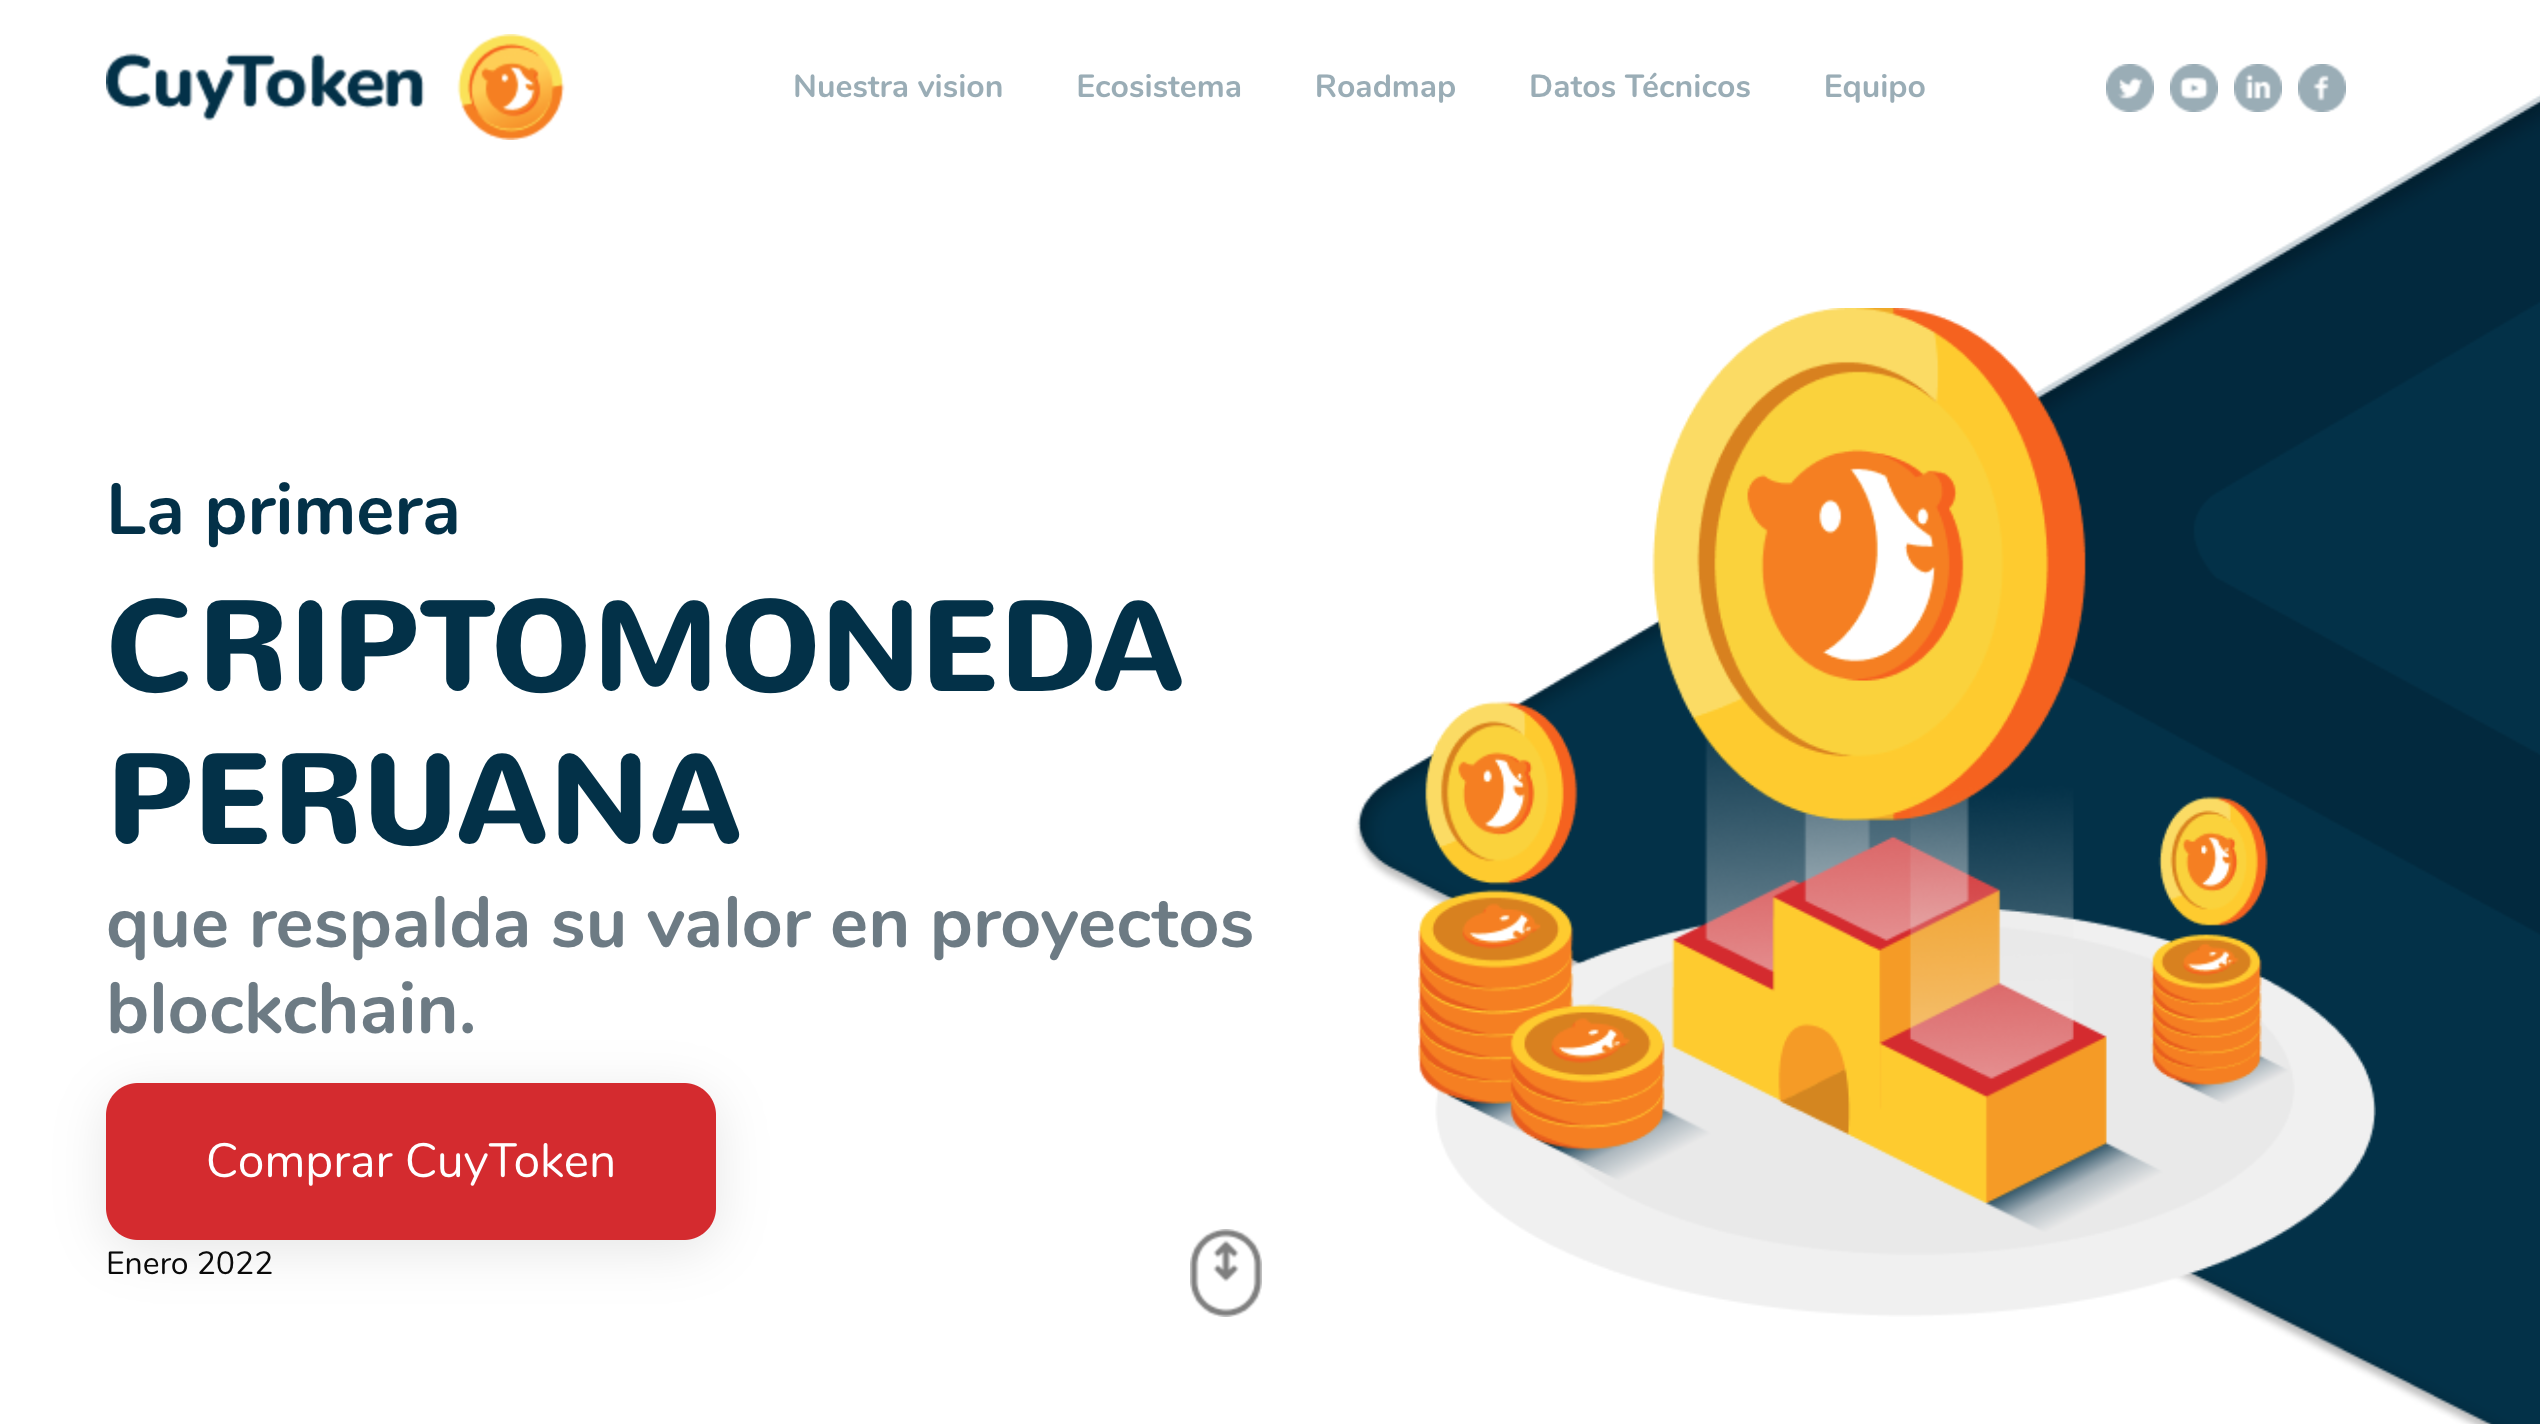 CuyToken
Nuestra vision
Ecosistema
Roadmap
Datos Técnicos
Equipo
La primera
CRIPTOMONEDA
PERUANA
que respalda su valor en proyectos
blockchain.
Comprar CuyToken
Enero 2022